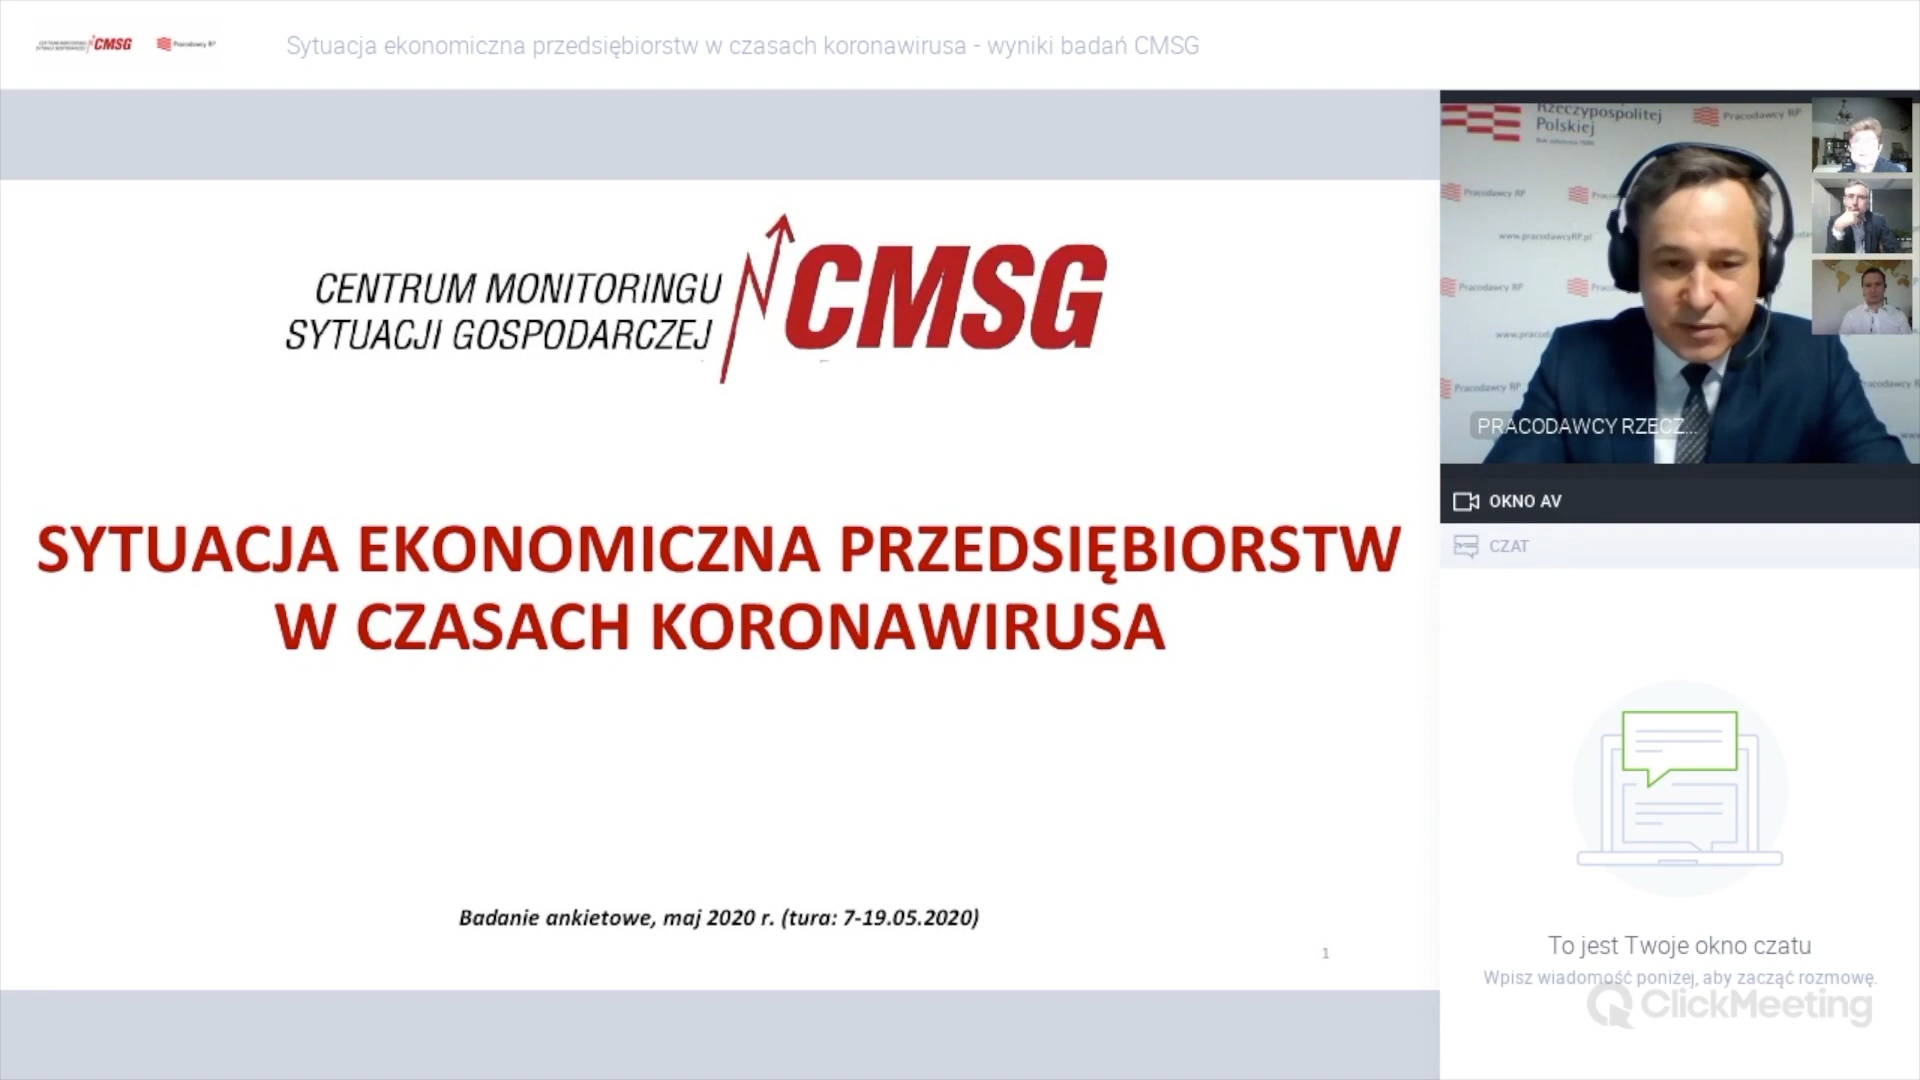 CMSG
Pracodawcy RP
Sytuacja ekonomiczna przedsiębiorstw w czasach koronawirusa - wyniki badań CMSG
CENTRUM MONITORINGU
SYTUACJI GOSPODARCZEJ
CMSG
SYTUACJA EKONOMICZNA PRZEDSIĘBIORSTW
W CZASACH KORONAWIRUSA
Badanie ankietowe, maj 2020 r. (tura: 7-19.05.2020)
1
Rzeczypospolitej
Polskiej
Pracodawcy RP
Pracodawcy RP
www.pracodawcyRP.pl
Pracodawcy RP
Pracodawcy RP
PRACODAWCY RZECZ...
OKNO AV
CZAT
To jest Twoje okno czatu
Wpisz wiadomość poniżej, aby zacząć rozmowę.
ClickMeeting